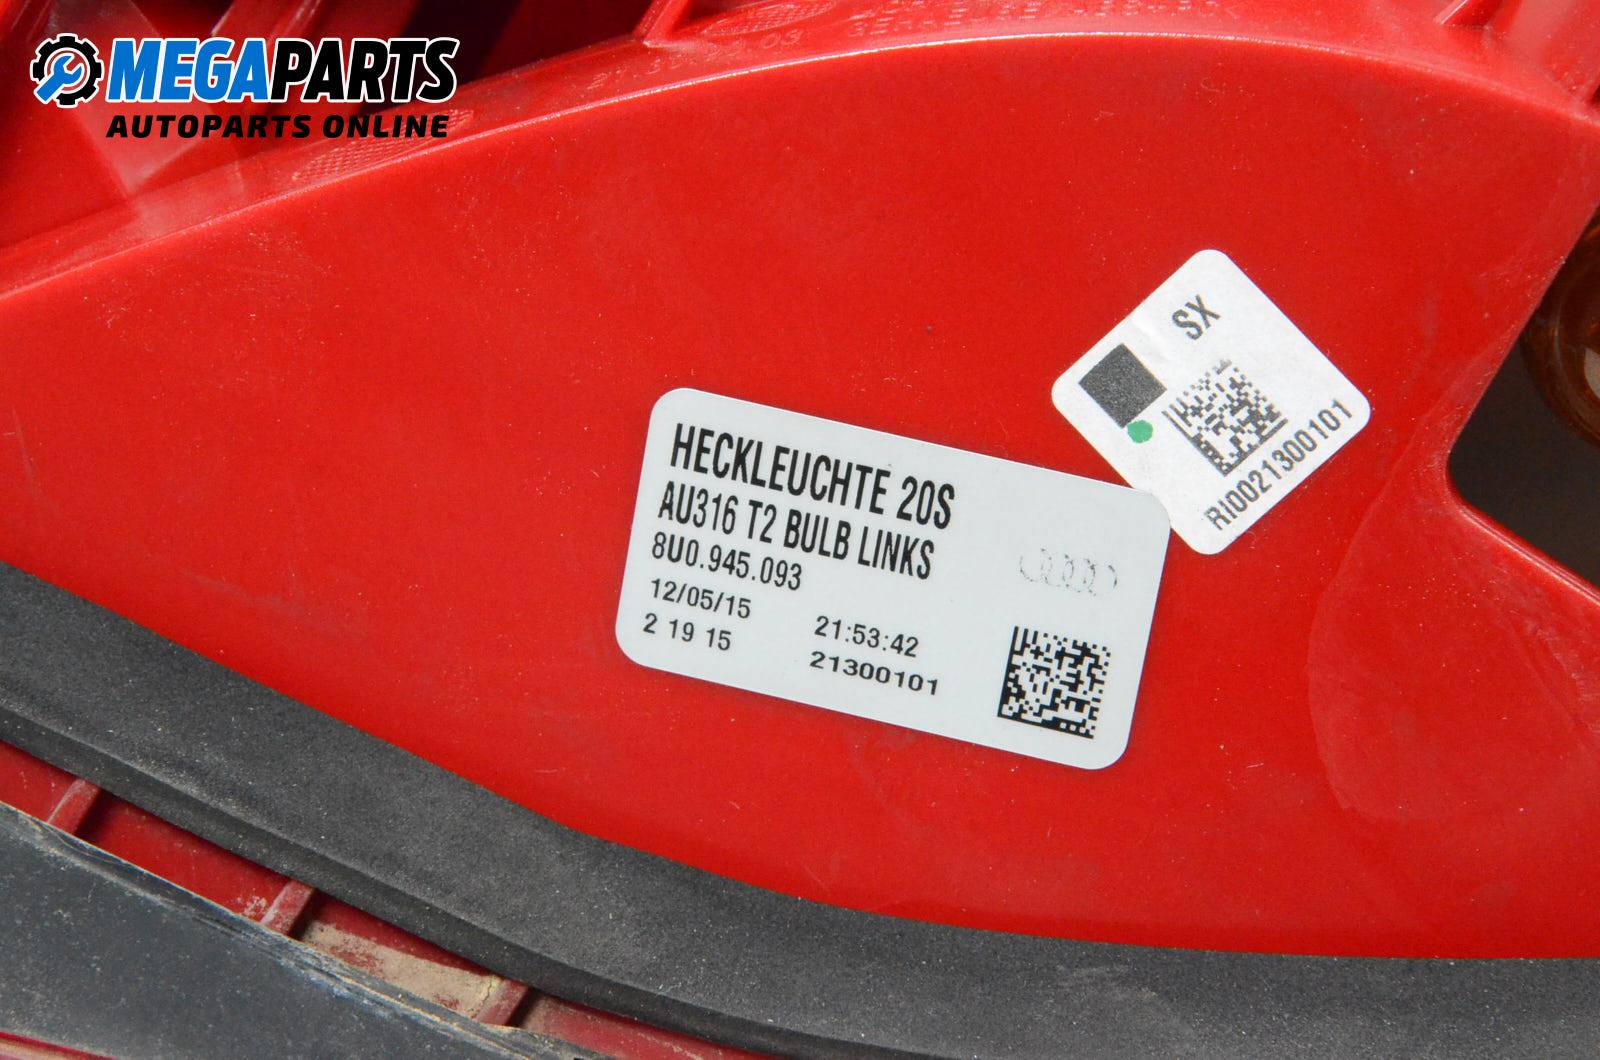 MEGAPARTS
AUTOPARTS ONLINE
SX
RI0021300101
HECKLEUCHTE 20S
AU316 T2 BULB LINKS
8U0.945.093
12/05/15 21:53:42
2 19 15 21300101